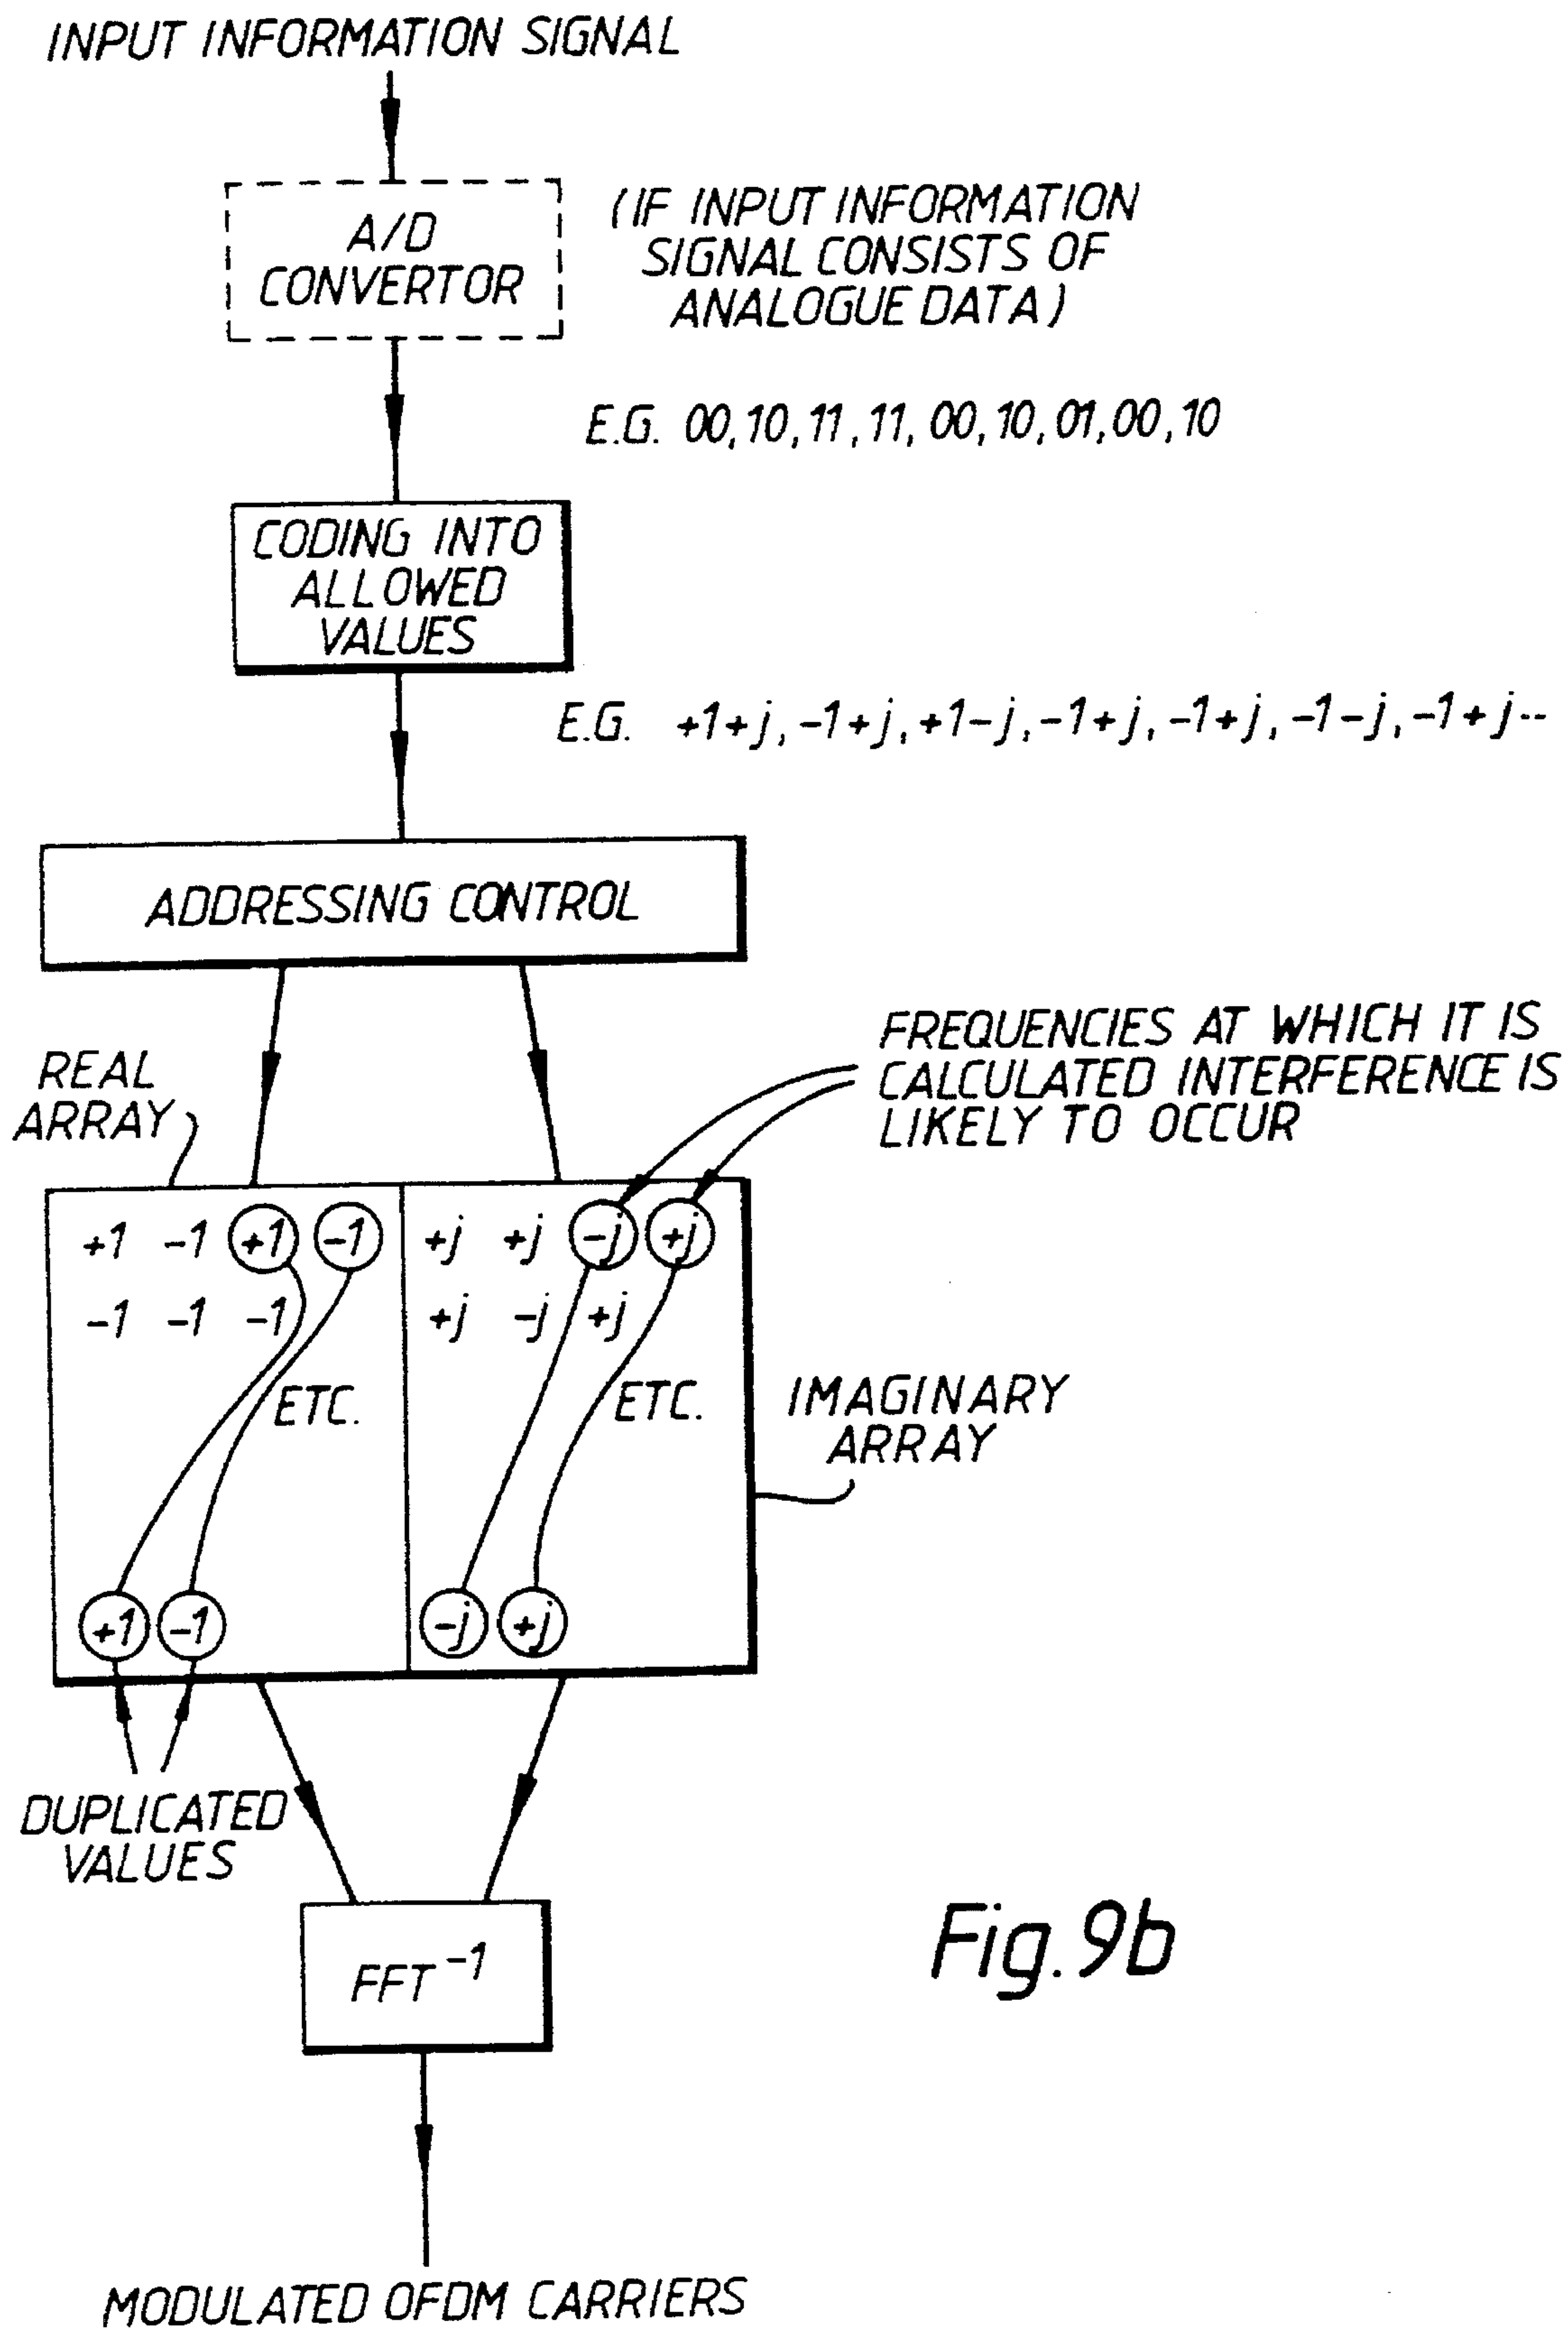 INPUT INFORMATION SIGNAL
A/D
CONVERTOR
(IF INPUT INFORMATION
SIGNAL CONSISTS OF
ANALOGUE DATA)
E.G. 00,10,11,11,00,10,01,00,10
CODING INTO
ALLOWED
VALUES
E.G. +1+j,-1+j,+1-j,-1+j,-1+j,-1-j,-1+j--
ADDRESSING CONTROL
FREQUENCIES AT WHICH IT IS
CALCULATED INTERFERENCE IS
LIKELY TO OCCUR
REAL
ARRAY
+1 -1 +1 -1 +j +j -j +j
-1 -1 -1 +j -j +j
ETC. ETC.
IMAGINARY
ARRAY
+1 -1 -j +j
DUPLICATED
VALUES
FFT⁻¹
Fig.9b
MODULATED OFDM CARRIERS